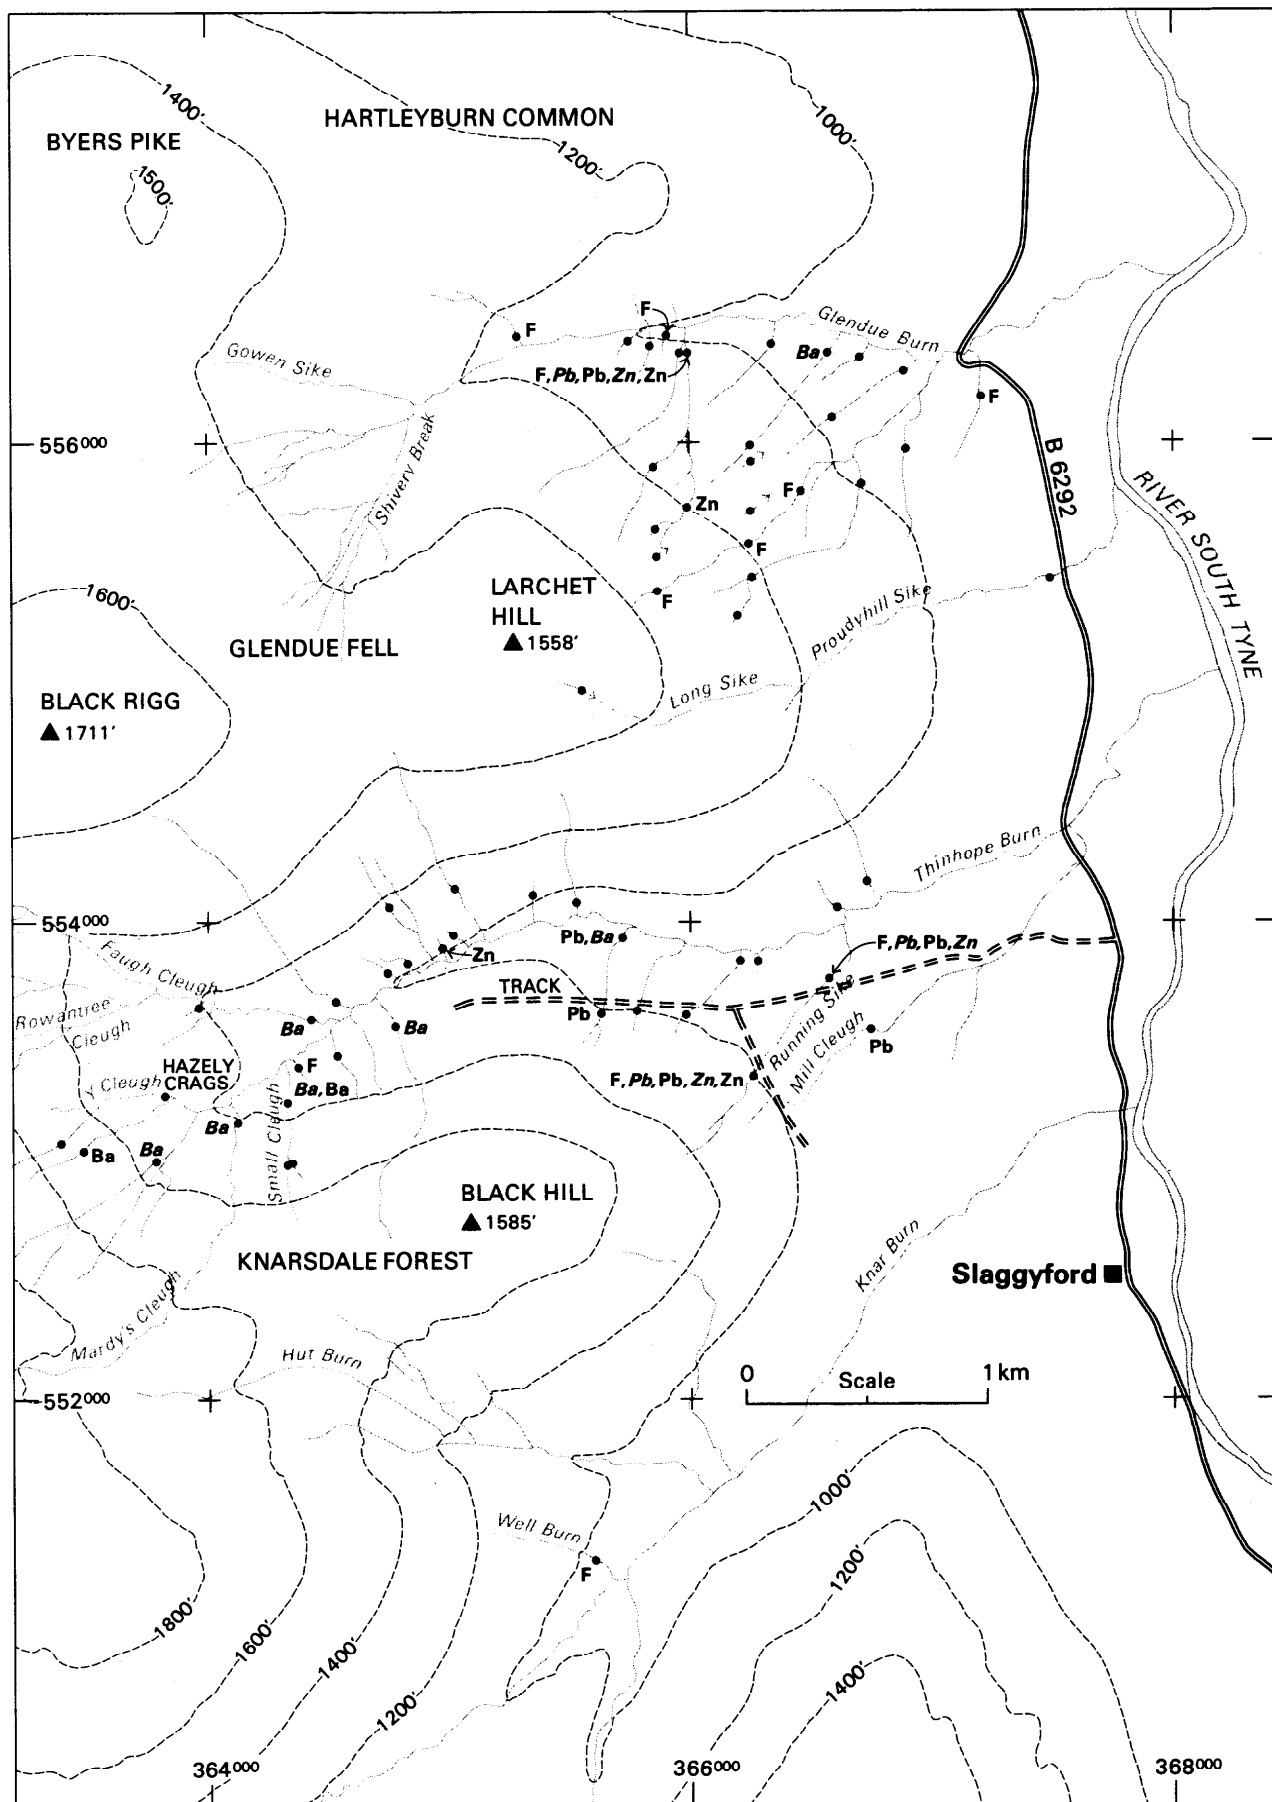 1400'
HARTLEYBURN COMMON
1000'
BYERS PIKE
1200'
1500'
F
F
Glendue Burn
Gowen Sike
Ba
F, Pb, Pb, Zn, Zn
F
Shivery Break
556000
B 6292
RIVER SOUTH TYNE
F
Zn
F
LARCHET
HILL
1558'
1600'
F
Proudyhill Sike
GLENDUE FELL
Long Sike
BLACK RIGG
1711'
Thinhope Burn
554000
Pb, Ba
F, Pb, Pb, Zn
Zn
Faugh Cleugh
TRACK
Rowantree
Cleugh
Pb
Ba
Ba
Running Sike
Mill Cleugh
Pb
HAZELY
CRAGS
F
y Cleugh
Ba, Ba
F, Pb, Pb, Zn, Zn
Ba
Small Cleugh
Ba
Ba
BLACK HILL
1585'
KNARSDALE FOREST
Knar Burn
Slaggyford
Mardy's Cleugh
Hut Burn
0 Scale 1 km
552000
1000'
Well Burn
F
1200'
1800'
1600'
1400'
1200'
1400'
364000
366000
368000